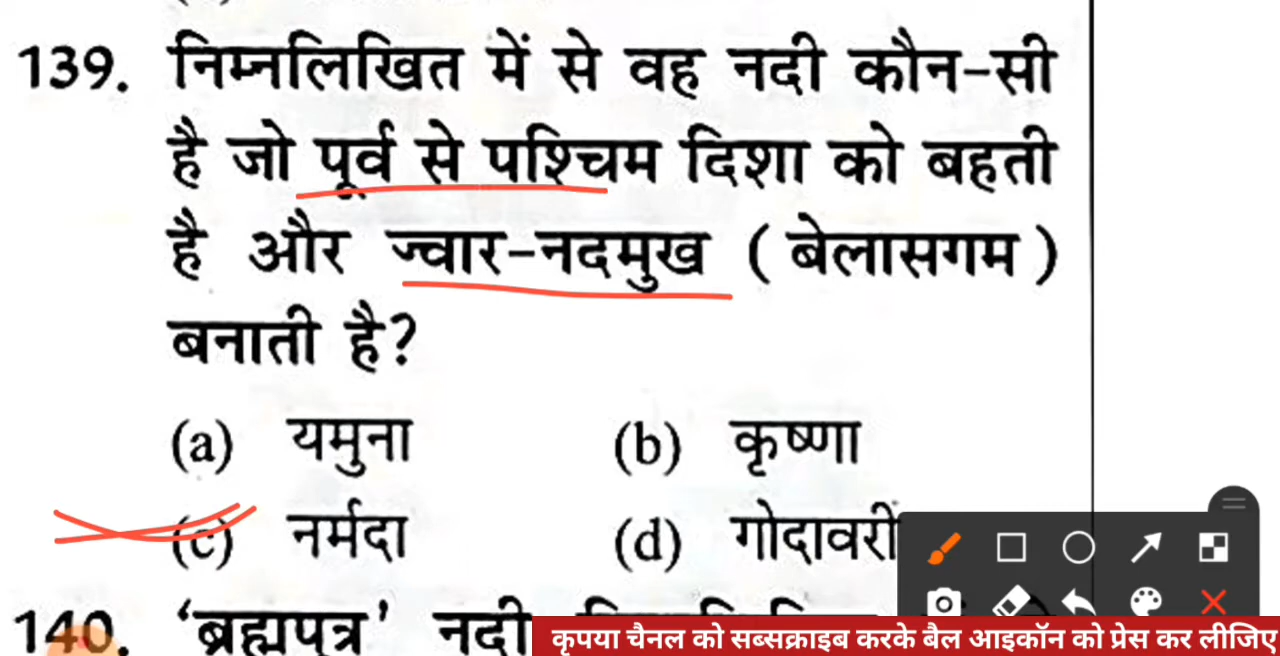 139. निम्नलिखित में से वह नदी कौन-सी
है जो पूर्व से पश्चिम दिशा को बहती
है और ज्वार-नदमुख ( बेलासगम )
बनाती है?
(a) यमुना (b) कृष्णा
(c) नर्मदा (d) गोदावरी
140. 'ब्रह्मपुत्र' नदी
कृपया चैनल को सब्सक्राइब करके बैल आइकॉन को प्रेस कर लीजिए